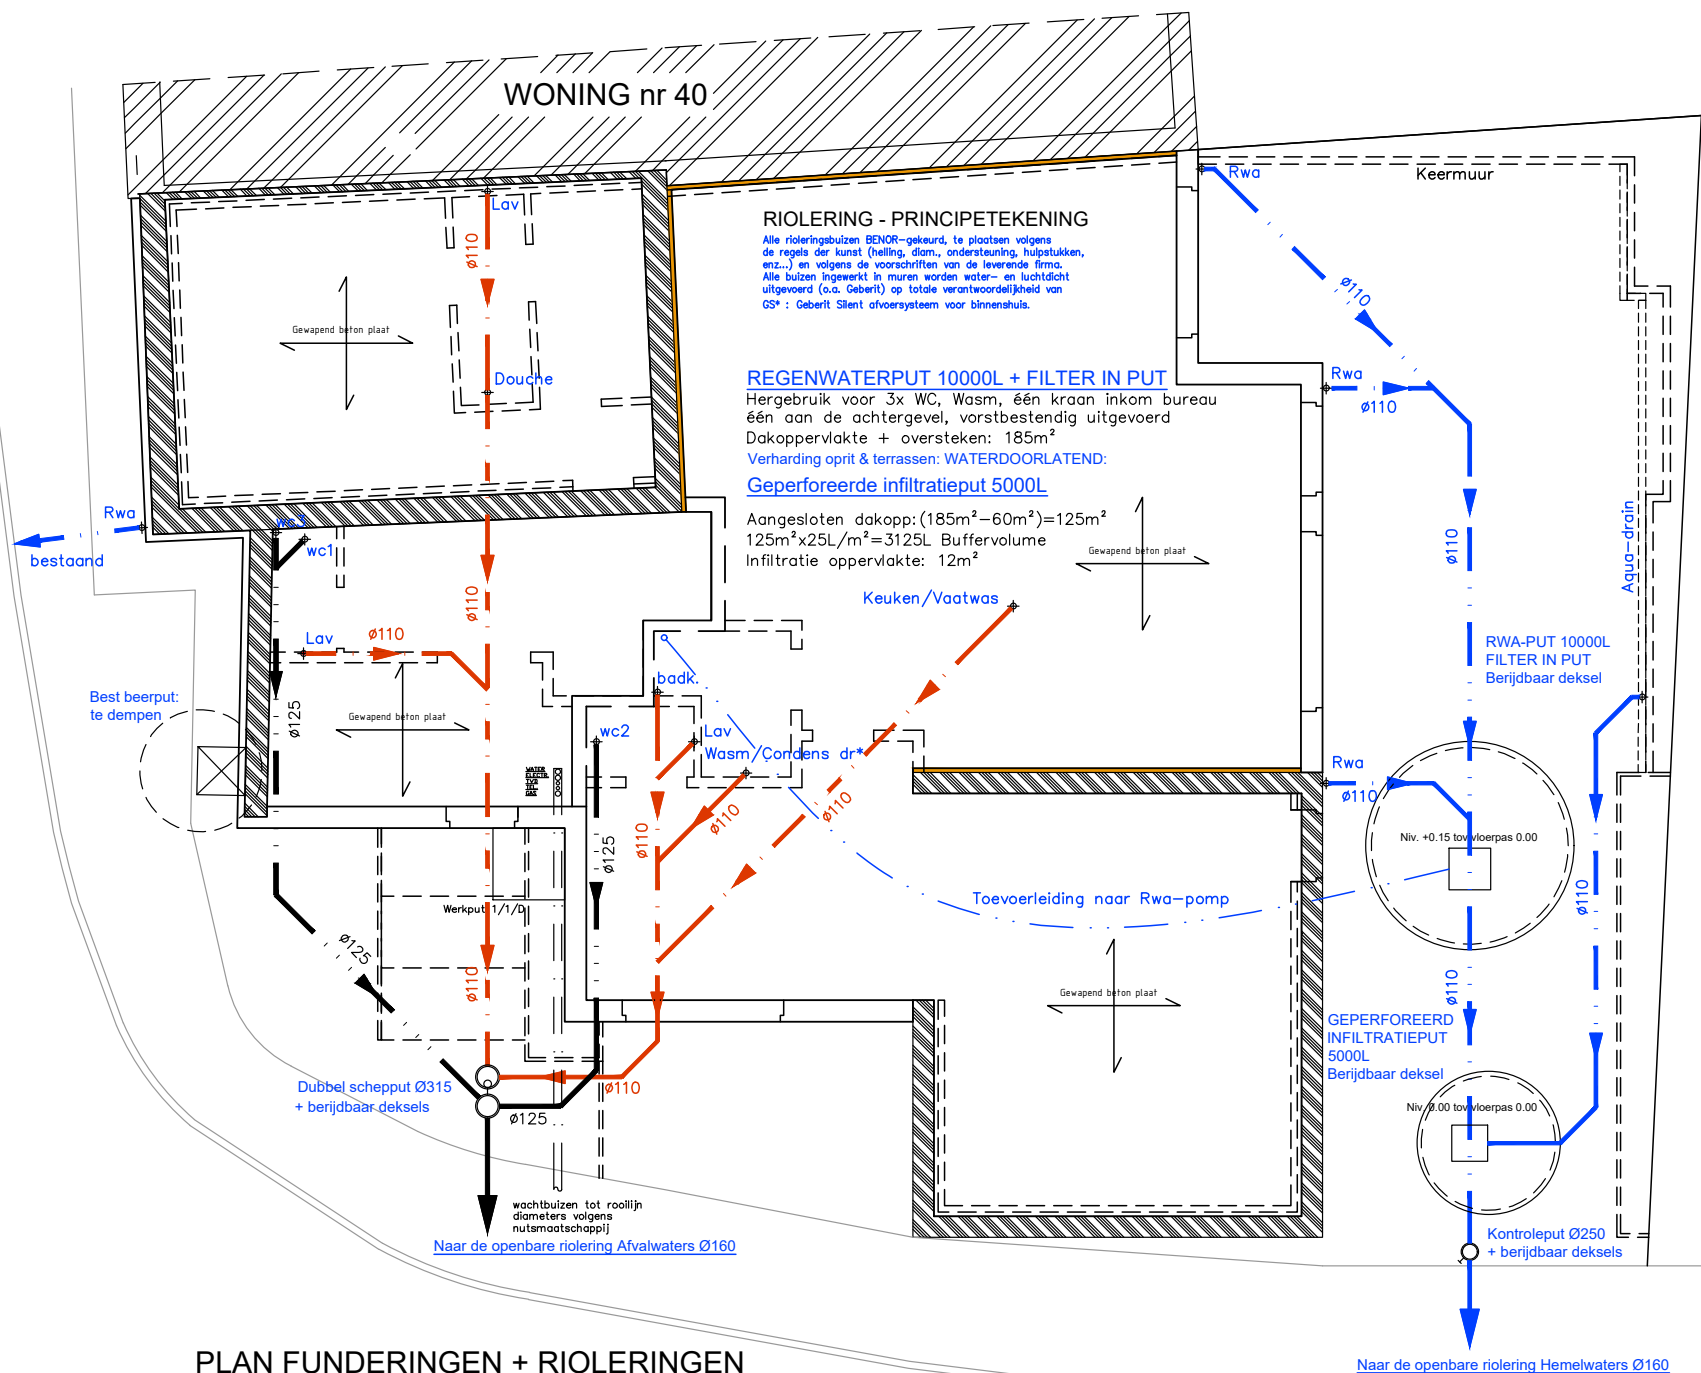 WONING nr 40
Rwa
Keermuur
Lav
ø110
RIOLERING - PRINCIPETEKENING
Alle rioleringsbuizen BENOR-gekeurd, te plaatsen volgens
de regels der kunst (helling, diam., ondersteuning, hulpstukken,
enz...) en volgens de voorschriften van de leverende firma.
Alle buizen ingewerkt in muren worden water- en luchtdicht
uitgevoerd (o.a. Geberit) op totale verantwoordelijkheid van
GS* : Geberit Silent afvoersysteem voor binnenshuis.
ø110
Gewapend beton plaat
Douche
REGENWATERPUT 10000L + FILTER IN PUT
Hergebruik voor 3x WC, Wasm, één kraan inkom bureau
één aan de achtergevel, vorstbestendig uitgevoerd
Dakoppervlakte + oversteken: 185m²
Verharding oprit & terrassen: WATERDOORLATEND:
Geperforeerde infiltratieput 5000L
Aangesloten dakopp:(185m²-60m²)=125m²
125m²x25L/m²=3125L Buffervolume
Infiltratie oppervlakte: 12m²
Rwa
ø110
Rwa
bestaand
wc3
wc1
Gewapend beton plaat
ø110
Aqua-drain
Keuken/Vaatwas
ø110
Lav
ø110
RWA-PUT 10000L
FILTER IN PUT
Berijdbaar deksel
Best beerput:
te dempen
ø125
Gewapend beton plaat
badk.
wc2
Lav
Wasm/Condens dr*
WATER
ELECTR.
TVD
TELEF
GAS
Rwa
ø110
ø110
ø110
ø110
ø125
Niv. +0.15 tov vloerpas 0.00
Toevoerleiding naar Rwa-pomp
ø110
Werkput 1/1/D
ø125
ø110
Gewapend beton plaat
ø110
GEPERFOREERD
INFILTRATIEPUT
5000L
Berijdbaar deksel
Dubbel schepput Ø315
+ berijdbaar deksels
ø110
ø125
Niv. 0.00 tov vloerpas 0.00
wachtbuizen tot rooilijn
diameters volgens
nutsmaatschappij
Naar de openbare riolering Afvalwaters Ø160
Kontroleput Ø250
+ berijdbaar deksels
PLAN FUNDERINGEN + RIOLERINGEN
Naar de openbare riolering Hemelwaters Ø160